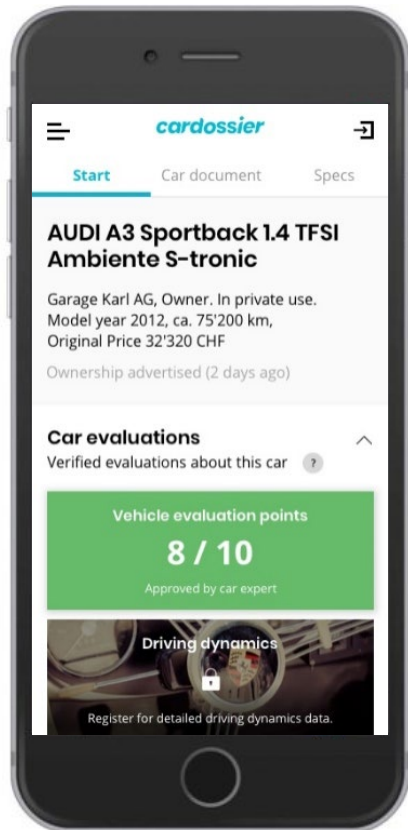 cardossier
Start Car document Specs
AUDI A3 Sportback 1.4 TFSI
Ambiente S-tronic
Garage Karl AG, Owner. In private use.
Model year 2012, ca. 75'200 km,
Original Price 32'320 CHF
Ownership advertised (2 days ago)
Car evaluations
Verified evaluations about this car ?
Vehicle evaluation points
8 / 10
Approved by car expert
Driving dynamics
Register for detailed driving dynamics data.